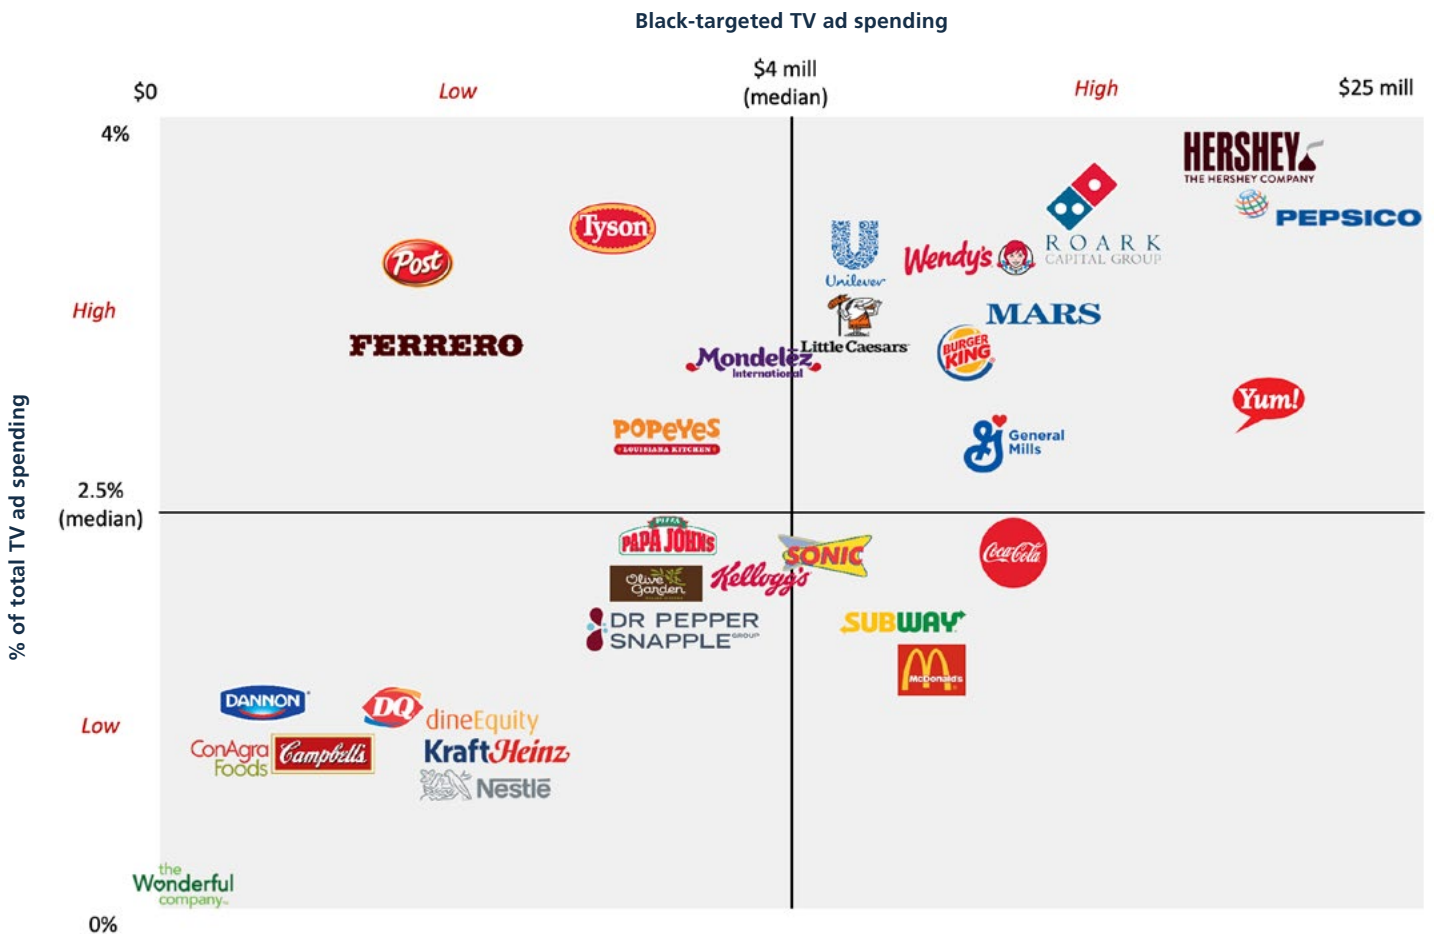 Black-targeted TV ad spending
$0
Low
$4 mill
(median)
High
$25 mill
4%
HERSHEY
THE HERSHEY COMPANY
PEPSICO
Tyson
Post
Unilever
Wendy's
ROARK
CAPITAL GROUP
High
MARS
FERRERO
Little Caesars
Mondelēz
International
BURGER
KING
Yum!
POPEYES
LOUISIANA KITCHEN
General
Mills
% of total TV ad spending
2.5%
(median)
PIZZA
PAPA JOHNS
SONIC
Coca-Cola
Olive
Garden
Kellogg's
DR PEPPER
SNAPPLE GROUP
SUBWAY
McDonald's
Low
DANNON
DQ
dineEquity
ConAgra
Foods
Campbell's
KraftHeinz
Nestlé
the
Wonderful
company
0%